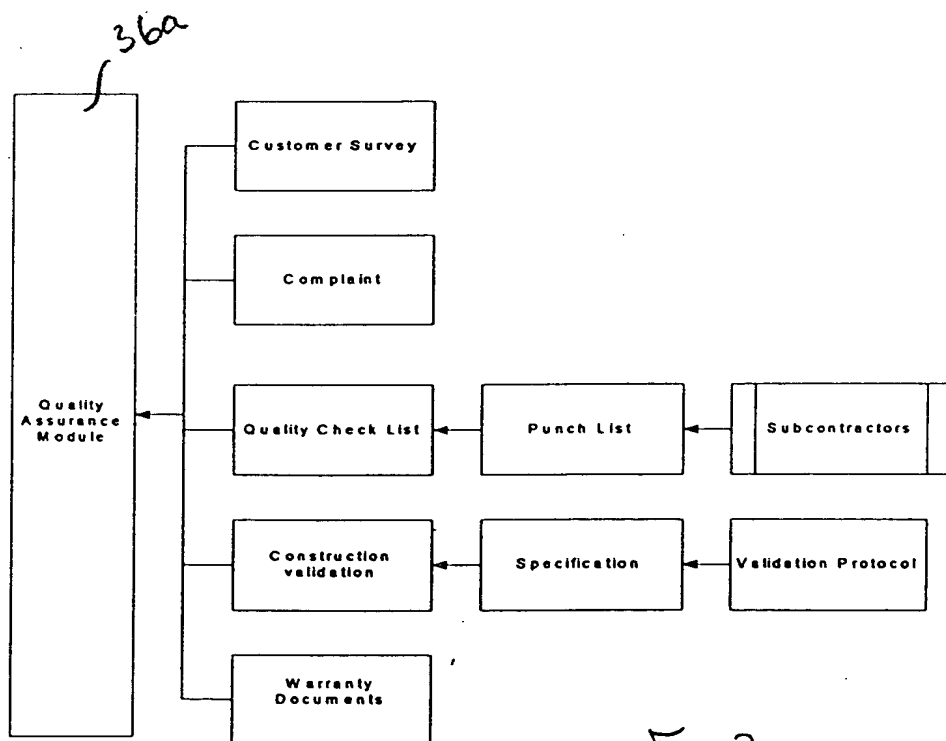 36a
Customer Survey
Complaint
Quality
Assurance
Module
Quality Check List
Punch List
Subcontractors
Construction
validation
Specification
Validation Protocol
Warranty
Documents